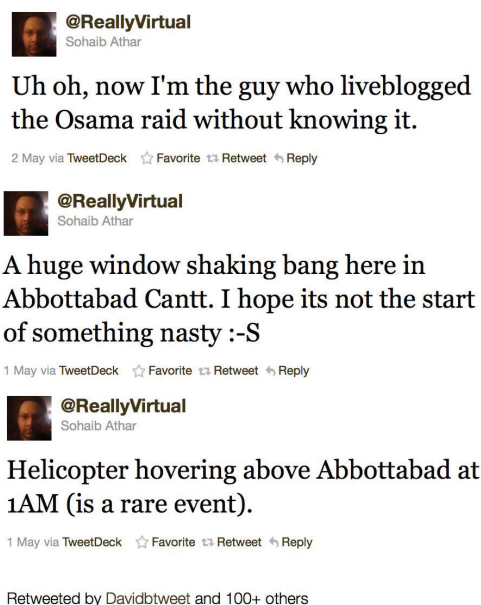 @ReallyVirtual
Sohaib Athar
Uh oh, now I'm the guy who liveblogged
the Osama raid without knowing it.
2 May via TweetDeck Favorite Retweet Reply
@ReallyVirtual
Sohaib Athar
A huge window shaking bang here in
Abbottabad Cantt. I hope its not the start
of something nasty :-S
1 May via TweetDeck Favorite Retweet Reply
@ReallyVirtual
Sohaib Athar
Helicopter hovering above Abbottabad at
1AM (is a rare event).
1 May via TweetDeck Favorite Retweet Reply
Retweeted by Davidbtweet and 100+ others